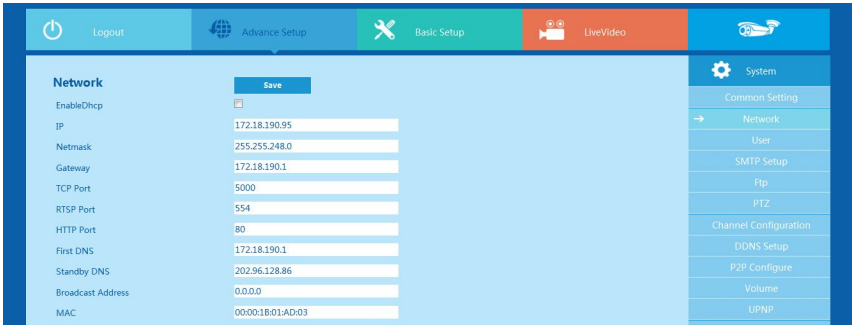 Logout
Advance Setup
Basic Setup
LiveVideo
Network
Save
EnableDhcp
IP 172.18.190.95
Netmask 255.255.248.0
Gateway 172.18.190.1
TCP Port 5000
RTSP Port 554
HTTP Port 80
First DNS 172.18.190.1
Standby DNS 202.96.128.86
Broadcast Address 0.0.0.0
MAC 00:00:1B:01:AD:03
System
Common Setting
Network
User
SMTP Setup
Ftp
PTZ
Channel Configuration
DDNS Setup
P2P Configure
Volume
UPNP